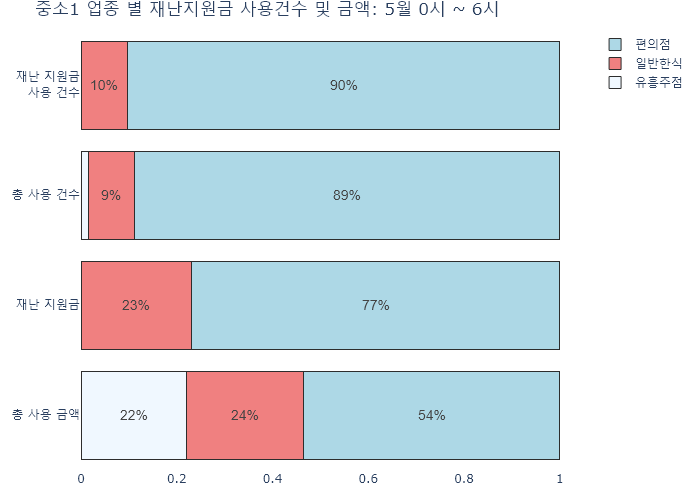 중소1 업종 별 재난지원금 사용건수 및 금액: 5월 0시 ~ 6시
편의점
일반한식
유흥주점
재난 지원금
사용 건수
10%
90%
총 사용 건수
9%
89%
재난 지원금
23%
77%
총 사용 금액
22%
24%
54%
0
0.2
0.4
0.6
0.8
1